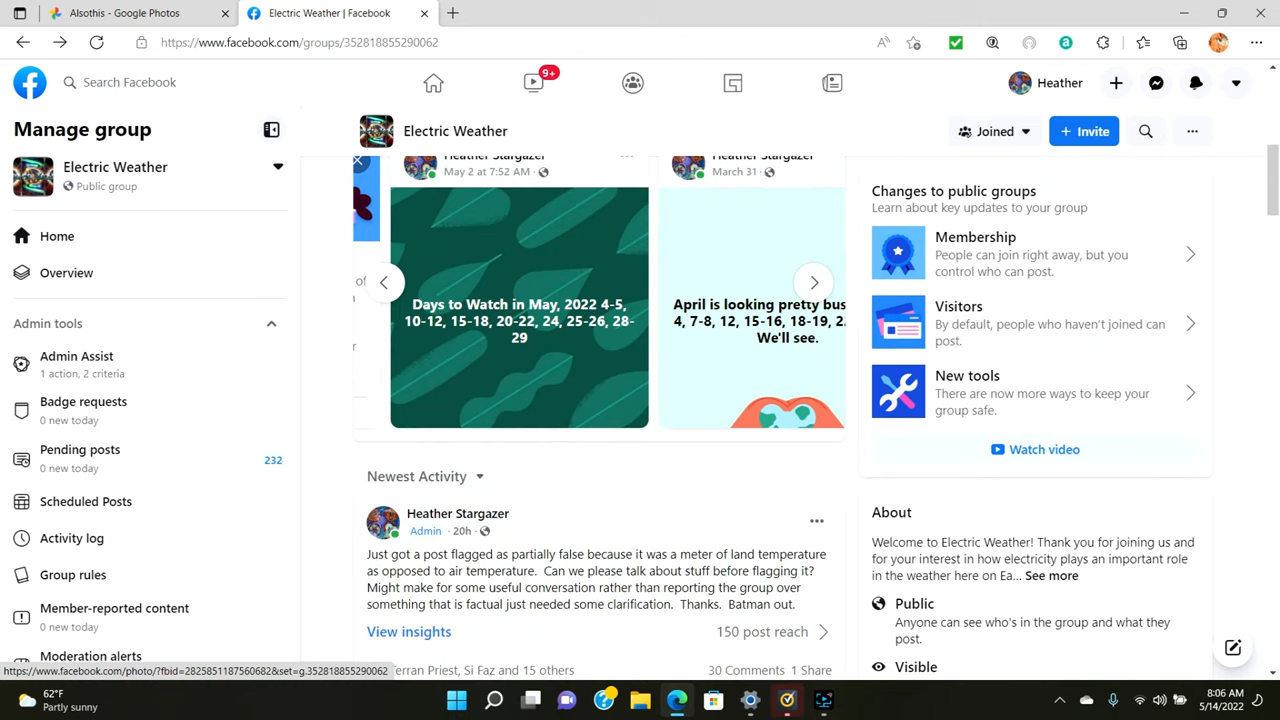 Alsothis - Google Photos
Electric Weather | Facebook
https://www.facebook.com/groups/352818855290062
Search Facebook
9+
Heather
Manage group
Electric Weather
Joined
Invite
Electric Weather
Public group
Heather Stargazer
May 2 at 7:52 AM ·
Heather Stargazer
March 31 ·
Changes to public groups
Learn about key updates to your group
Home
Overview
Membership
People can join right away, but you
control who can post.
of
Days to Watch in May, 2022 4-5,
10-12, 15-18, 20-22, 24, 25-26, 28-
29
April is looking pretty bus
4, 7-8, 12, 15-16, 18-19, 2
We'll see.
Visitors
By default, people who haven't joined can
post.
Admin tools
Admin Assist
1 action, 2 criteria
New tools
There are now more ways to keep your
group safe.
Badge requests
0 new today
Pending posts
0 new today
232
Watch video
Newest Activity
Scheduled Posts
Heather Stargazer
Admin · 20h ·
About
Activity log
Just got a post flagged as partially false because it was a meter of land temperature
as opposed to air temperature. Can we please talk about stuff before flagging it?
Might make for some useful conversation rather than reporting the group over
something that is factual just needed some clarification. Thanks. Batman out.
Welcome to Electric Weather! Thank you for joining us and
for your interest in how electricity plays an important role
in the weather here on Ea... See more
Group rules
Member-reported content
0 new today
Public
Anyone can see who's in the group and what they
post.
View insights
150 post reach
Moderation alerts
Visible
https://www.facebook.com/photo/?fbid=2825851187560682&set=g.352818855290062
Terran Priest, Si Faz and 15 others
30 Comments 1 Share
62°F
Partly sunny
8:06 AM
5/14/2022